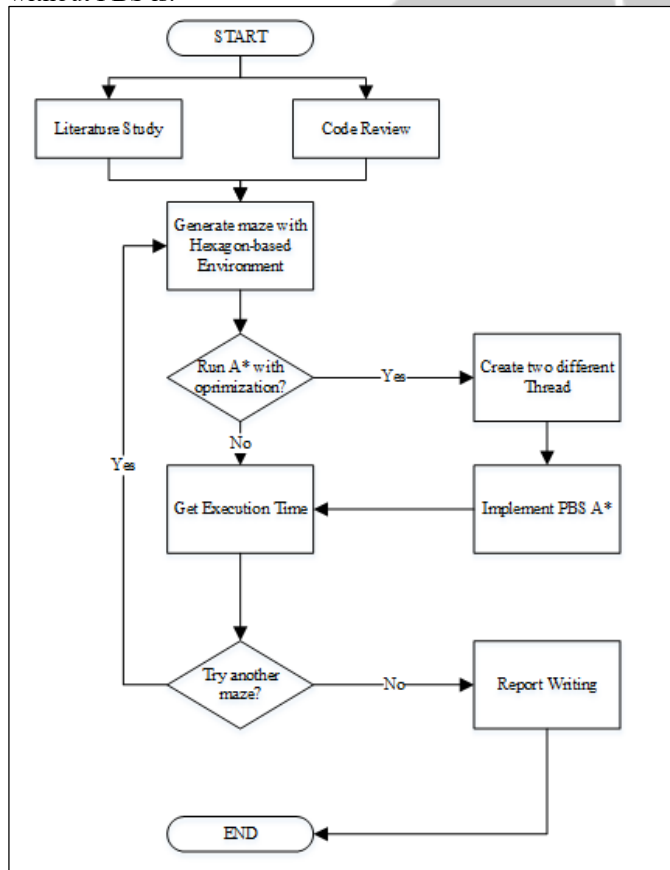 START
Literature Study
Code Review
Generate maze with
Hexagon-based
Environment
Run A* with
oprimization?
Yes
Create two different
Thread
No
Yes
Get Execution Time
Implement PBS A*
Try another
maze?
No
Report Writing
END